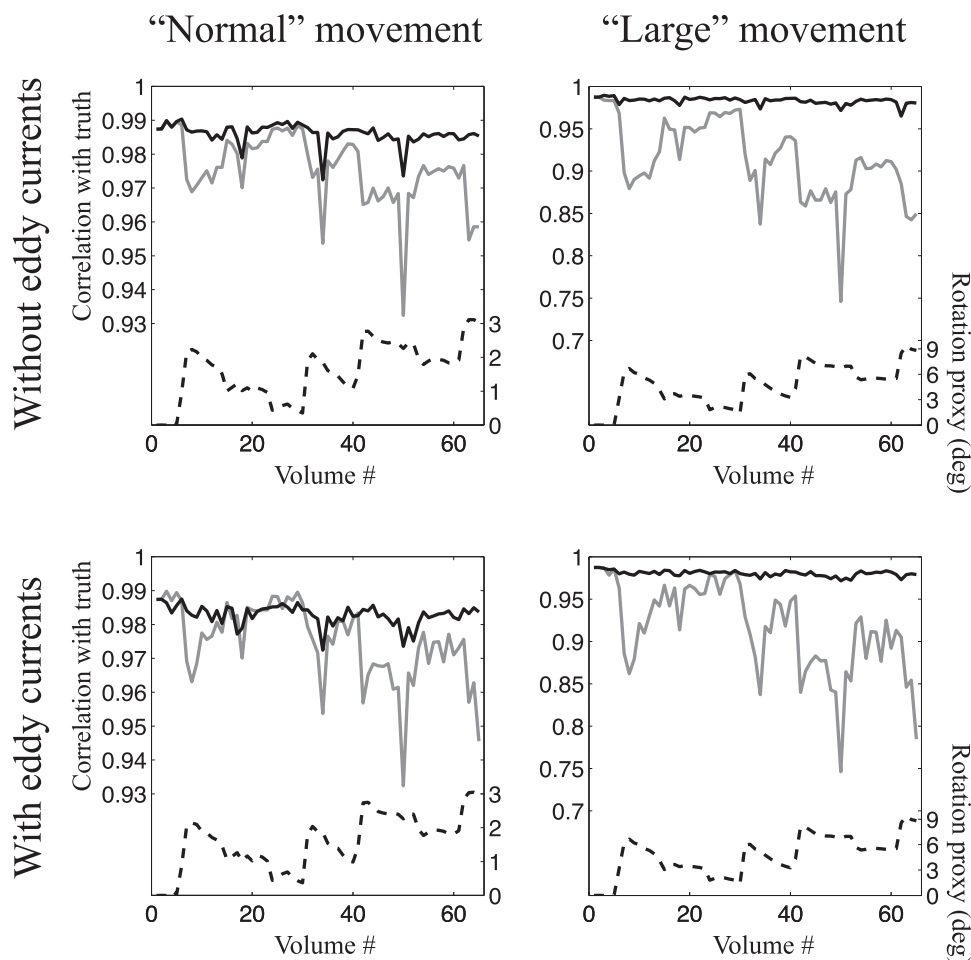 “Normal” movement
“Large” movement
Without eddy currents
Correlation with truth
1
0.99
0.98
0.97
0.96
0.95
0.94
0.93
3
2
1
0
0 20 40 60
Volume #
1
0.95
0.9
0.85
0.8
0.75
0.7
9
6
3
0
Rotation proxy (deg)
0 20 40 60
Volume #
With eddy currents
Correlation with truth
1
0.99
0.98
0.97
0.96
0.95
0.94
0.93
3
2
1
0
0 20 40 60
Volume #
1
0.95
0.9
0.85
0.8
0.75
0.7
9
6
3
0
Rotation proxy (deg
0 20 40 60
Volume #